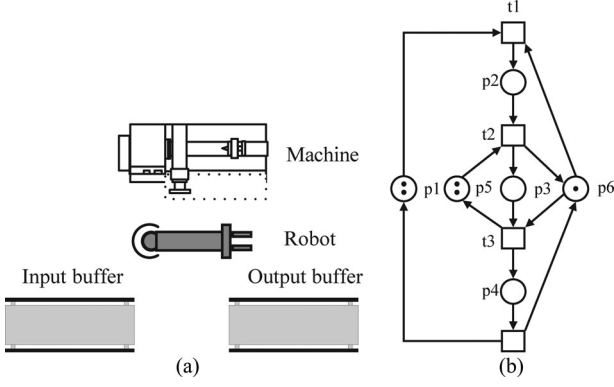 Machine
Robot
Input buffer
Output buffer
(a)
t1
p2
t2
p1
p5
p3
p6
t3
p4
(b)